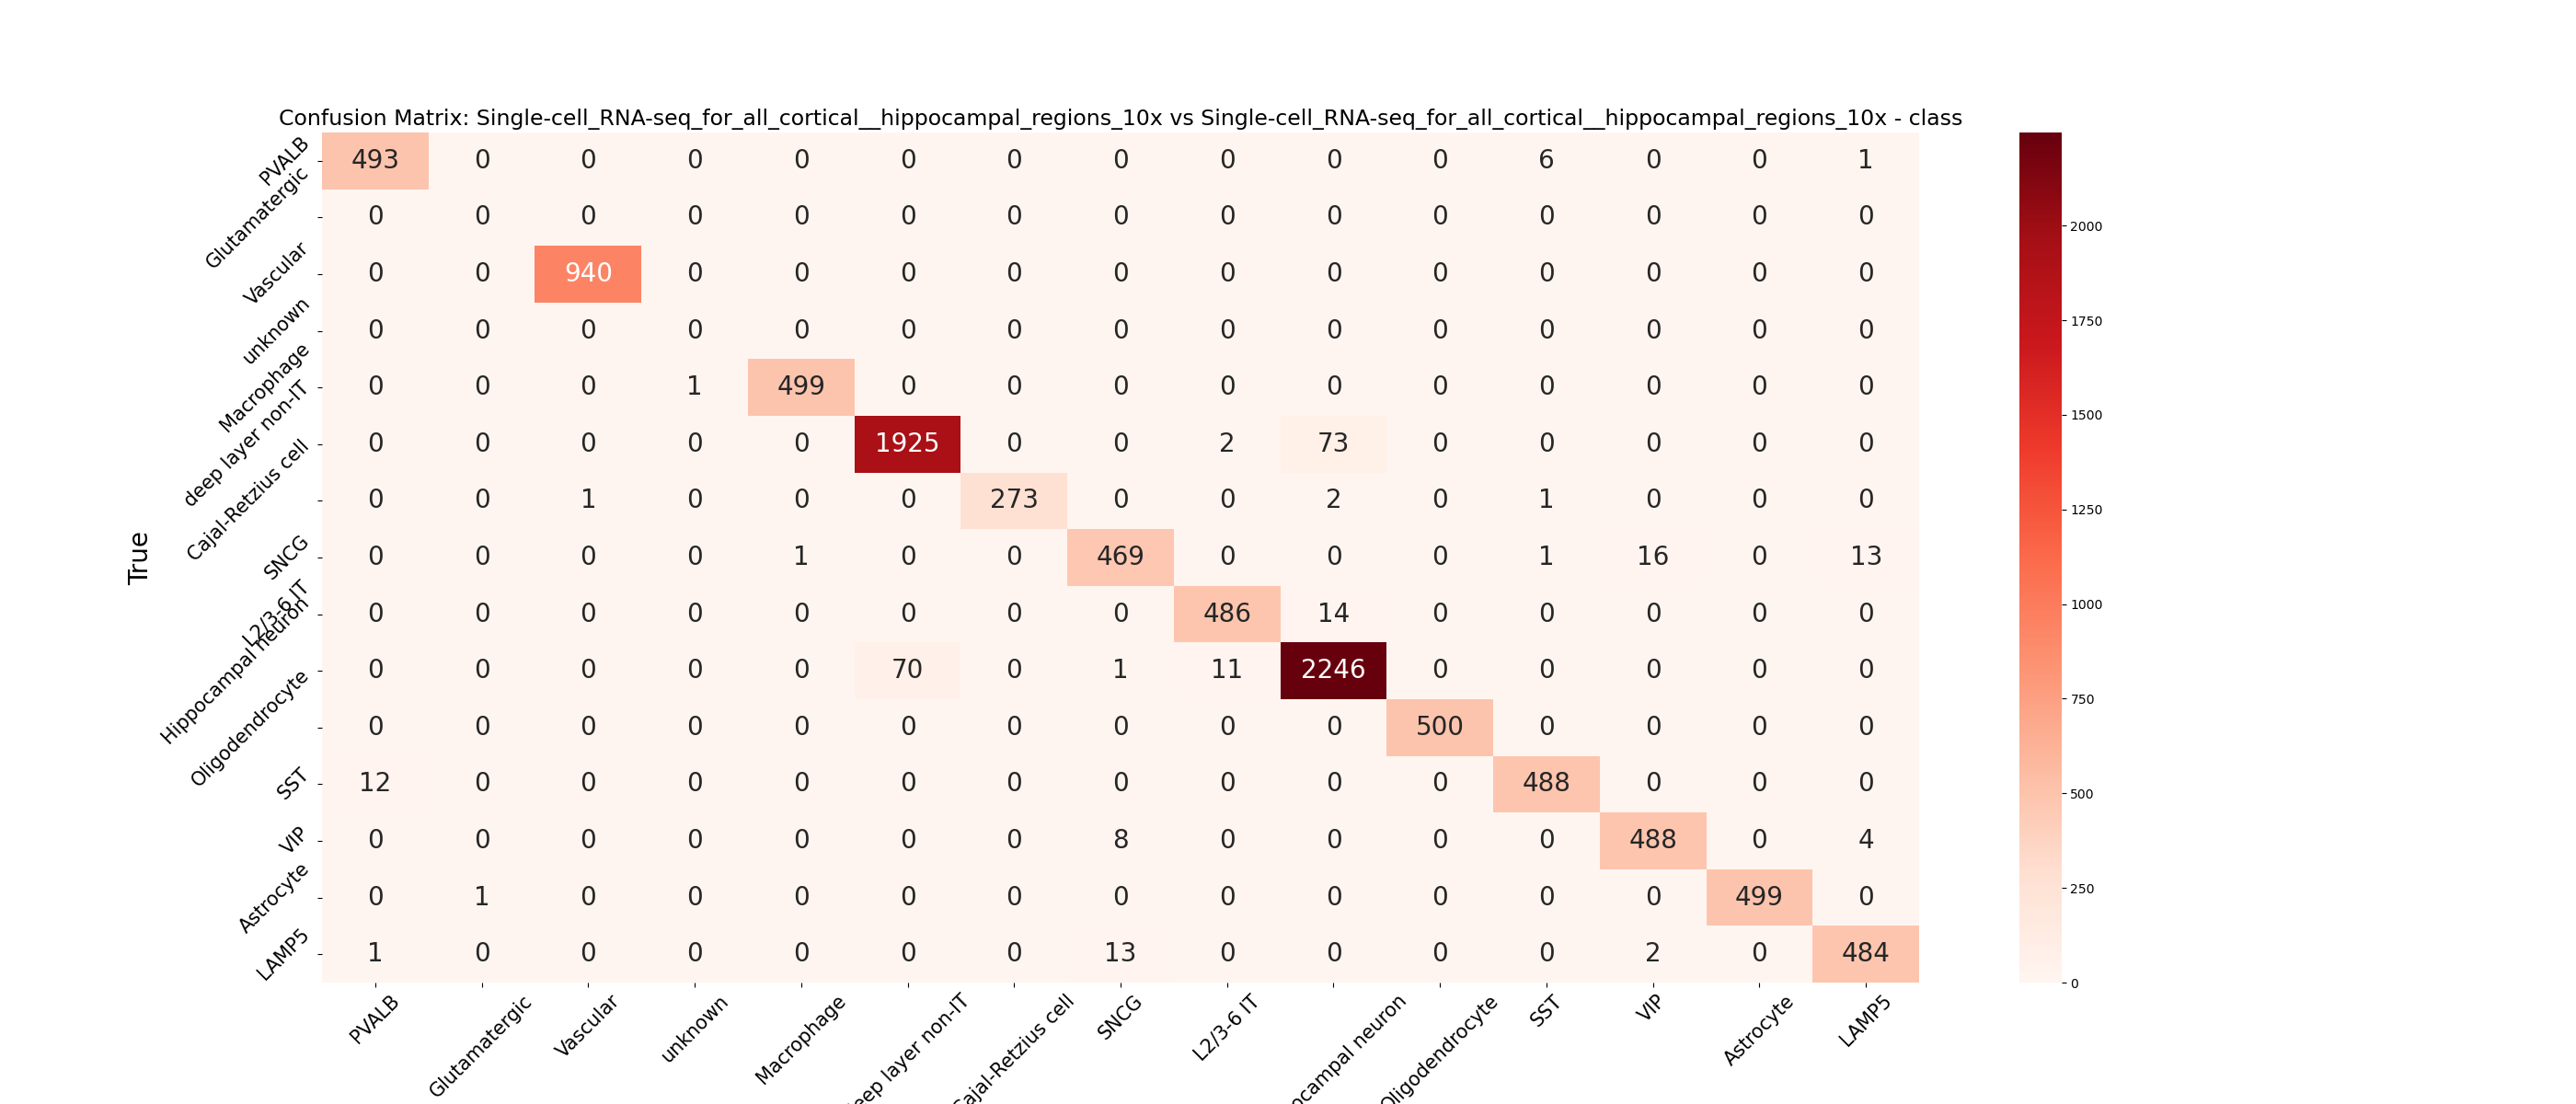 Confusion Matrix: Single-cell_RNA-seq_for_all_cortical__hippocampal_regions_10x vs Single-cell_RNA-seq_for_all_cortical__hippocampal_regions_10x - class
True
PVALB 493 0 0 0 0 0 0 0 0 0 0 6 0 0 1
Glutamatergic 0 0 0 0 0 0 0 0 0 0 0 0 0 0 0
Vascular 0 0 940 0 0 0 0 0 0 0 0 0 0 0 0
unknown 0 0 0 0 0 0 0 0 0 0 0 0 0 0 0
Macrophage 0 0 0 1 499 0 0 0 0 0 0 0 0 0 0
deep layer non-IT 0 0 0 0 0 1925 0 0 2 73 0 0 0 0 0
Cajal-Retzius cell 0 0 1 0 0 0 273 0 0 2 0 1 0 0 0
SNCG 0 0 0 0 1 0 0 469 0 0 0 1 16 0 13
L2/3-6 IT 0 0 0 0 0 0 0 0 486 14 0 0 0 0 0
Hippocampal neuron 0 0 0 0 0 70 0 1 11 2246 0 0 0 0 0
Oligodendrocyte 0 0 0 0 0 0 0 0 0 0 500 0 0 0 0
SST 12 0 0 0 0 0 0 0 0 0 0 488 0 0 0
VIP 0 0 0 0 0 0 0 8 0 0 0 0 488 0 4
Astrocyte 0 1 0 0 0 0 0 0 0 0 0 0 0 499 0
LAMP5 1 0 0 0 0 0 0 13 0 0 0 0 2 0 484
PVALB Glutamatergic Vascular unknown Macrophage eep layer non-IT Cajal-Retzius cell SNCG L2/3-6 IT ocampal neuron Oligodendrocyte SST VIP Astrocyte LAMP5
2000
1750
1500
1250
1000
750
500
250
0